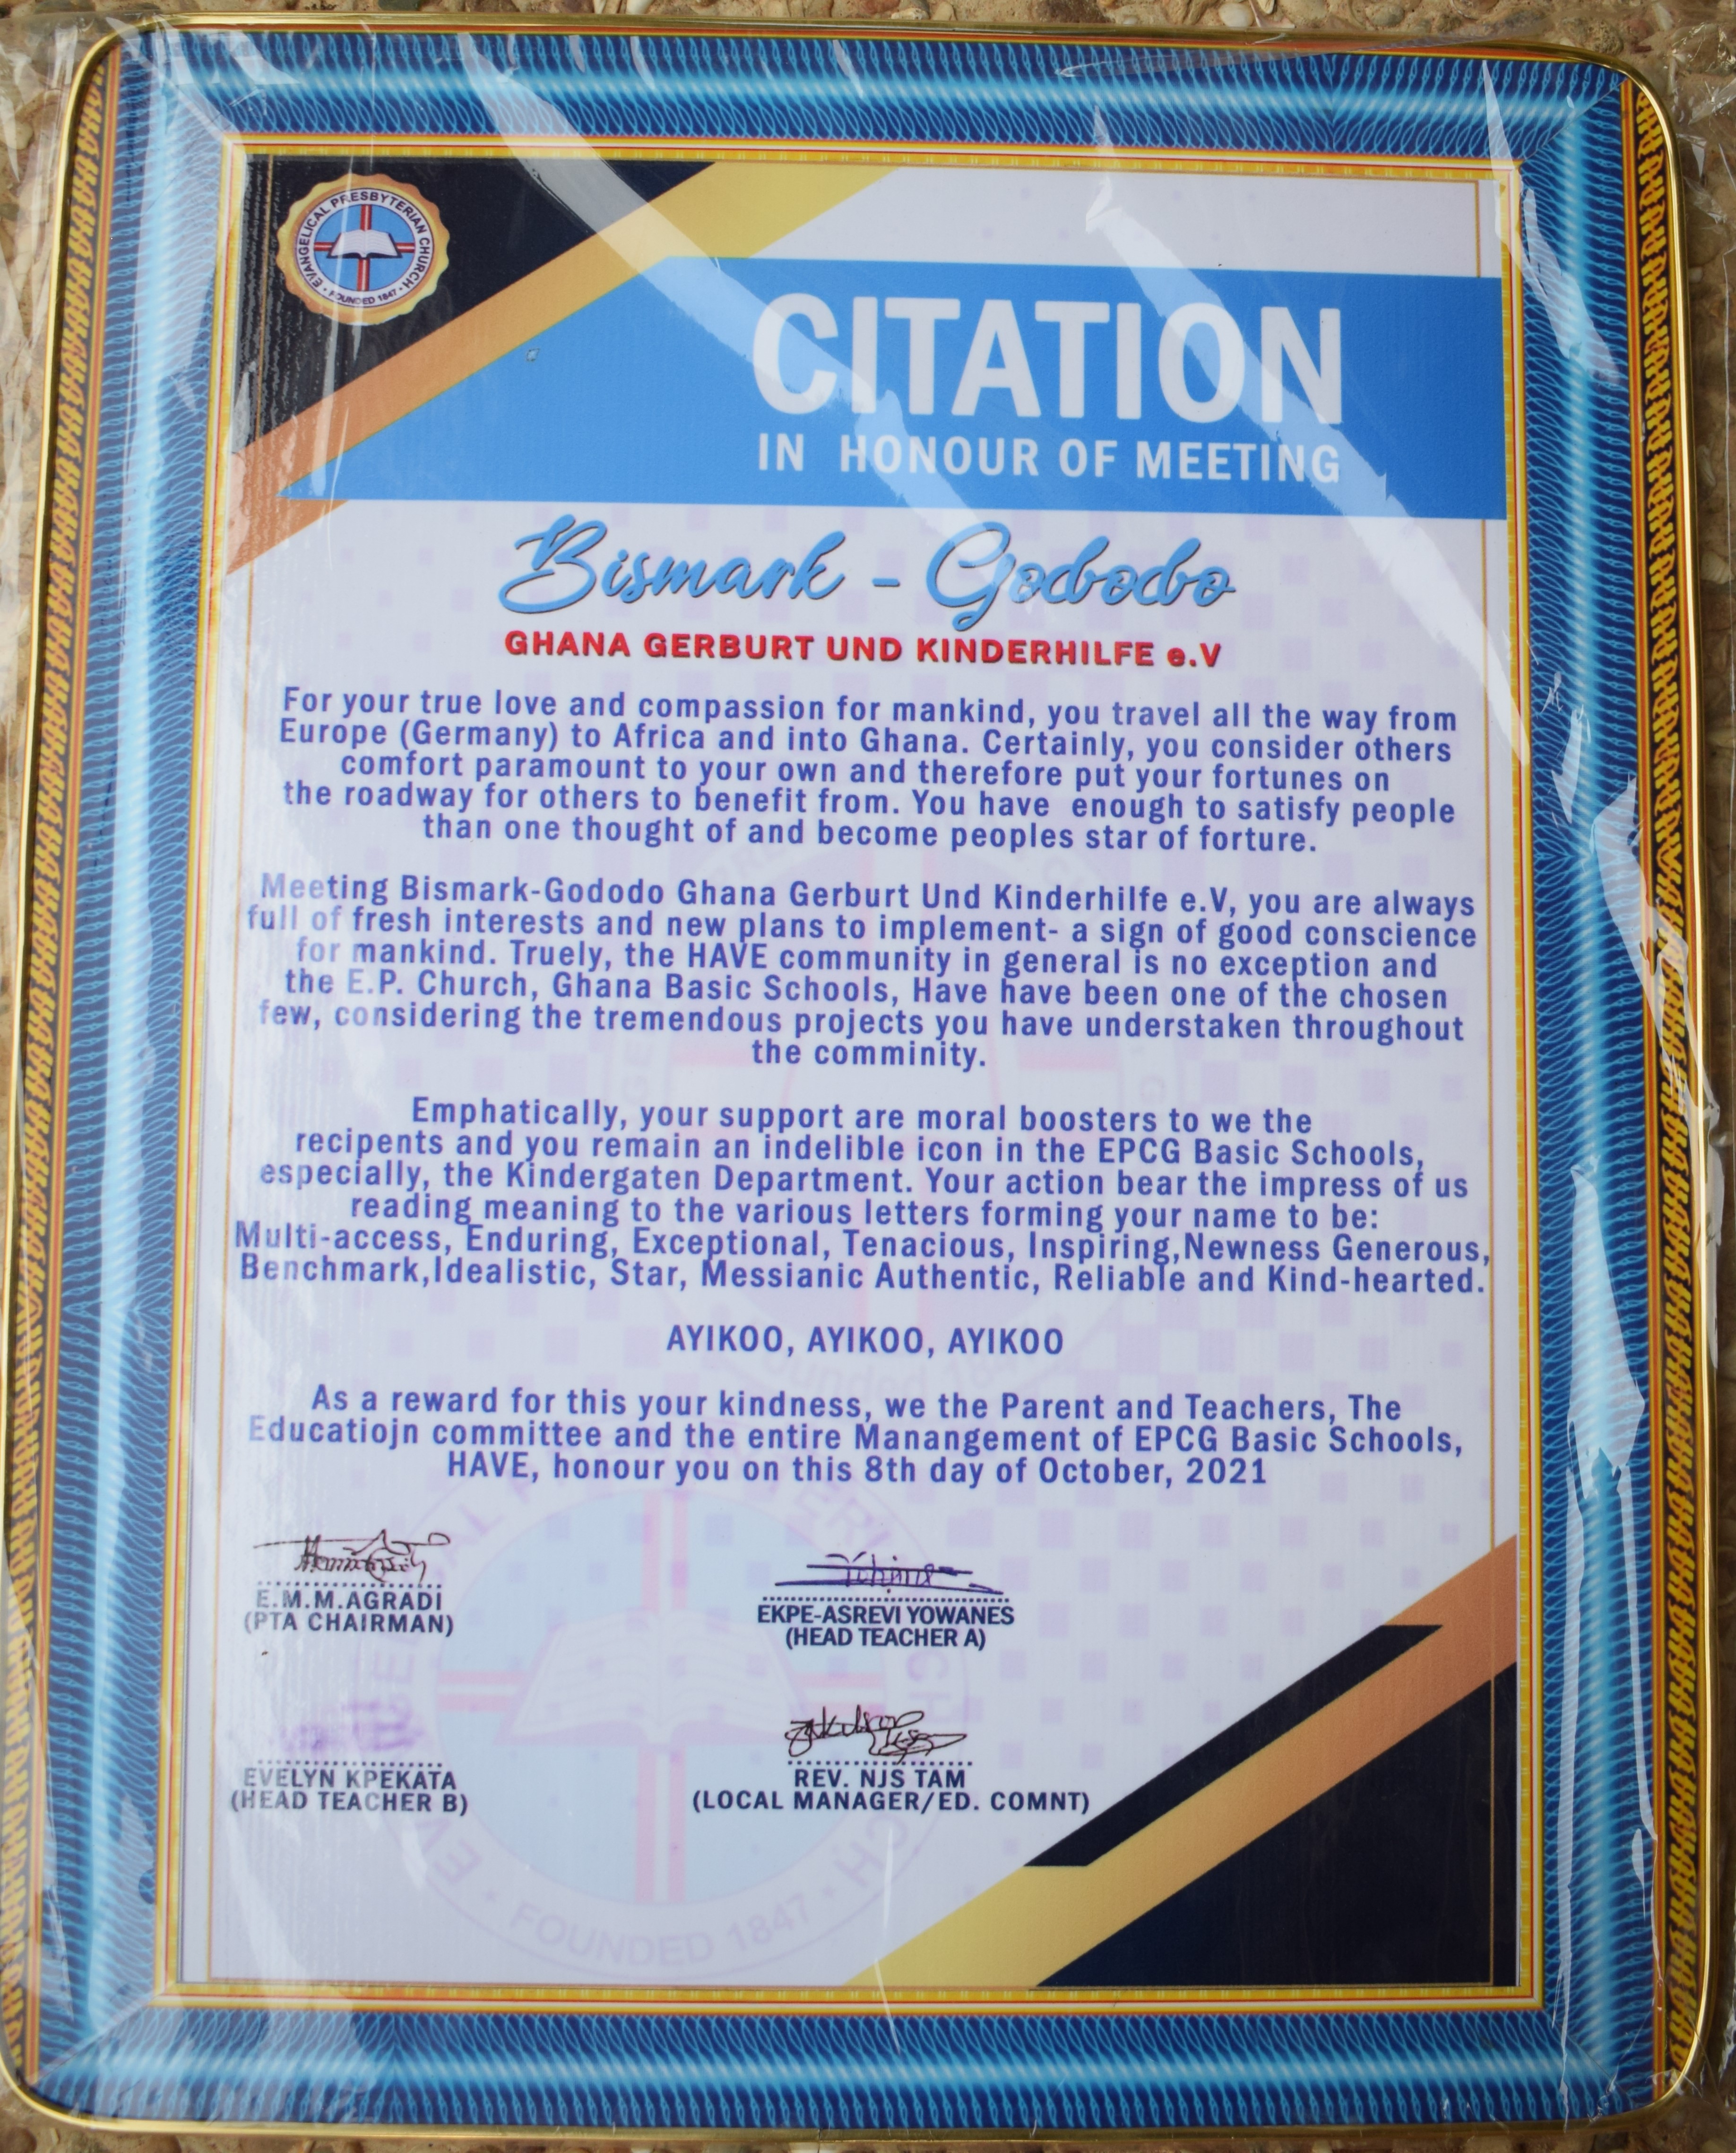 EVANGELICAL PRESBYTERIAN CHURCH
FOUNDED 1847
CITATION
IN HONOUR OF MEETING
Bismark - Gododo
GHANA GERBURT UND KINDERHILFE e.V
For your true love and compassion for mankind, you travel all the way from
Europe (Germany) to Africa and into Ghana. Certainly, you consider others
comfort paramount to your own and therefore put your fortunes on
the roadway for others to benefit from. You have enough to satisfy people
than one thought of and become peoples star of forture.
Meeting Bismark-Gododo Ghana Gerburt Und Kinderhilfe e.V, you are always
full of fresh interests and new plans to implement- a sign of good conscience
for mankind. Truely, the HAVE community in general is no exception and
the E.P. Church, Ghana Basic Schools, Have have been one of the chosen
few, considering the tremendous projects you have understaken throughout
the comminity.
Emphatically, your support are moral boosters to we the
recipents and you remain an indelible icon in the EPCG Basic Schools,
especially, the Kindergaten Department. Your action bear the impress of us
reading meaning to the various letters forming your name to be:
Multi-access, Enduring, Exceptional, Tenacious, Inspiring,Newness Generous,
Benchmark,Idealistic, Star, Messianic Authentic, Reliable and Kind-hearted.
AYIKOO, AYIKOO, AYIKOO
As a reward for this your kindness, we the Parent and Teachers, The
Educatiojn committee and the entire Manangement of EPCG Basic Schools,
HAVE, honour you on this 8th day of October, 2021
E.M.M.AGRADI
(PTA CHAIRMAN)
EKPE-ASREVI YOWANES
(HEAD TEACHER A)
EVELYN KPEKATA
(HEAD TEACHER B)
REV. NJS TAM
(LOCAL MANAGER/ED. COMNT)
FOUNDED 1847